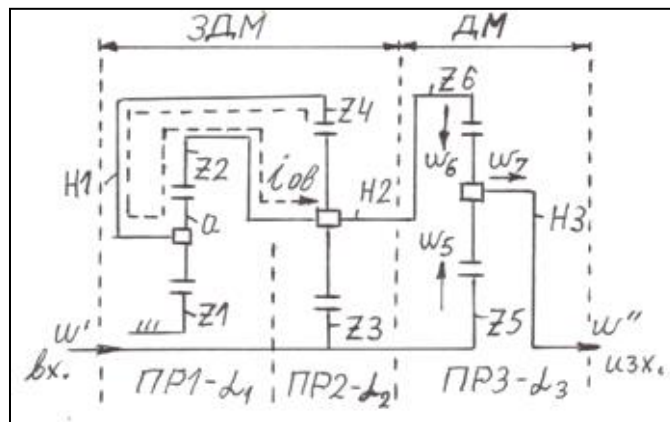 ЗДМ ДМ
Z6
Z4
H1 Z2 iов ω6 ω7
a H2 H3
ω5
Z1 Z3 Z5
ω' ω"
вх. ПР1-α1 ПР2-α2 ПР3-α3 изх.